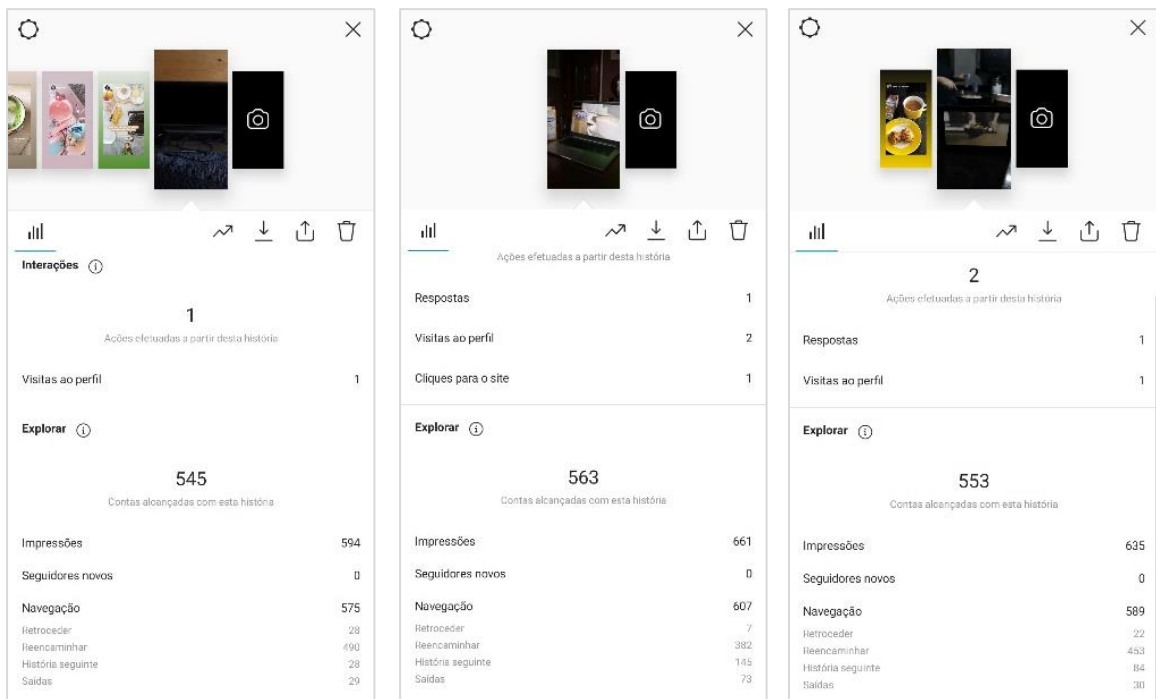 Interações
1
Ações efetuadas a partir desta história
Visitas ao perfil 1
Explorar
545
Contas alcançadas com esta história
Impressões 594
Seguidores novos 0
Navegação 575
Retroceder 28
Reencaminhar 490
História seguinte 28
Saídas 29
Ações efetuadas a partir desta história
Respostas 1
Visitas ao perfil 2
Cliques para o site 1
Explorar
563
Contas alcançadas com esta história
Impressões 661
Seguidores novos 0
Navegação 607
Retroceder 7
Reencaminhar 382
História seguinte 145
Saídas 73
2
Ações efetuadas a partir desta história
Respostas 1
Visitas ao perfil 1
Explorar
553
Contas alcançadas com esta história
Impressões 635
Seguidores novos 0
Navegação 589
Retroceder 22
Reencaminhar 453
História seguinte 84
Saídas 30